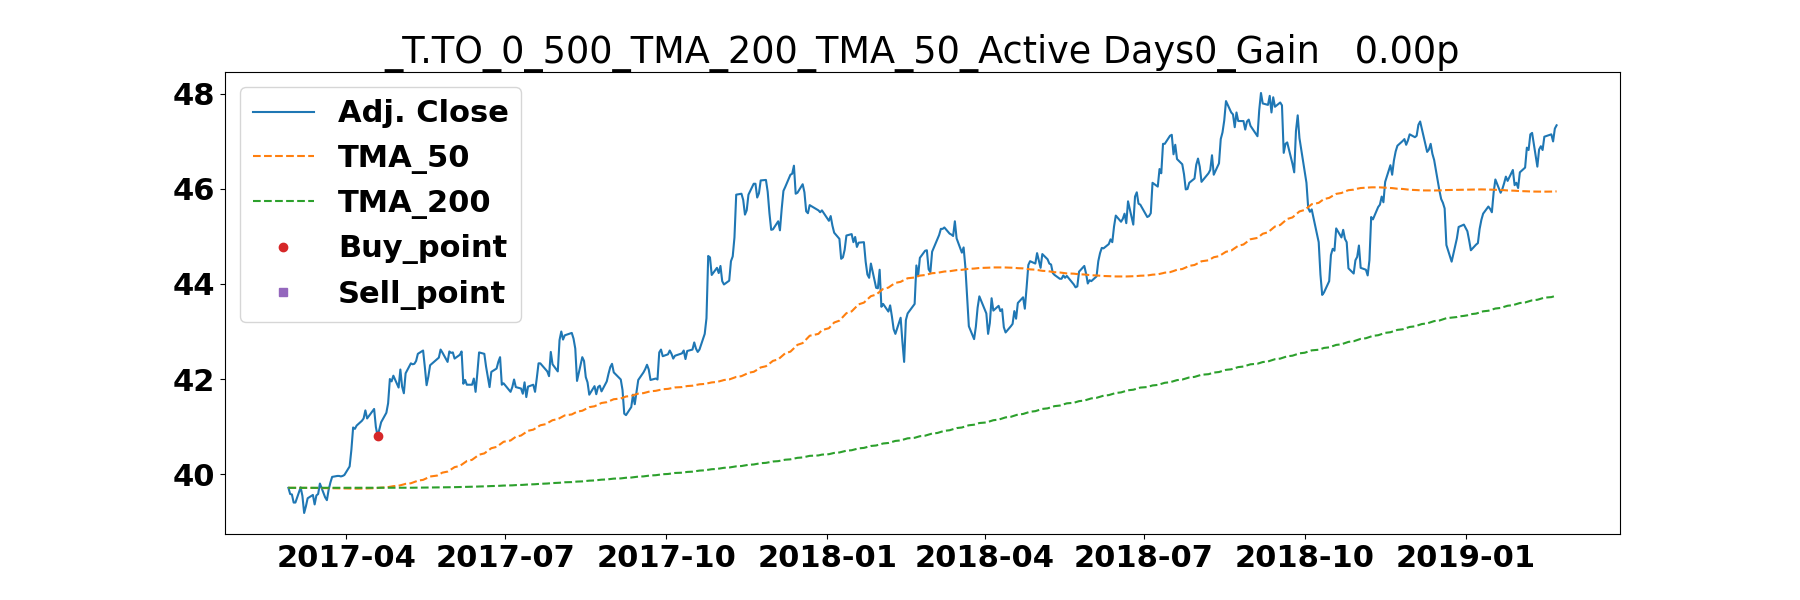 _T.TO_0_500_TMA_200_TMA_50_Active Days0_Gain   0.00p
48
46
44
42
40
Adj. Close
TMA_50
TMA_200
Buy_point
Sell_point
2017-04 2017-07 2017-10 2018-01 2018-04 2018-07 2018-10 2019-01